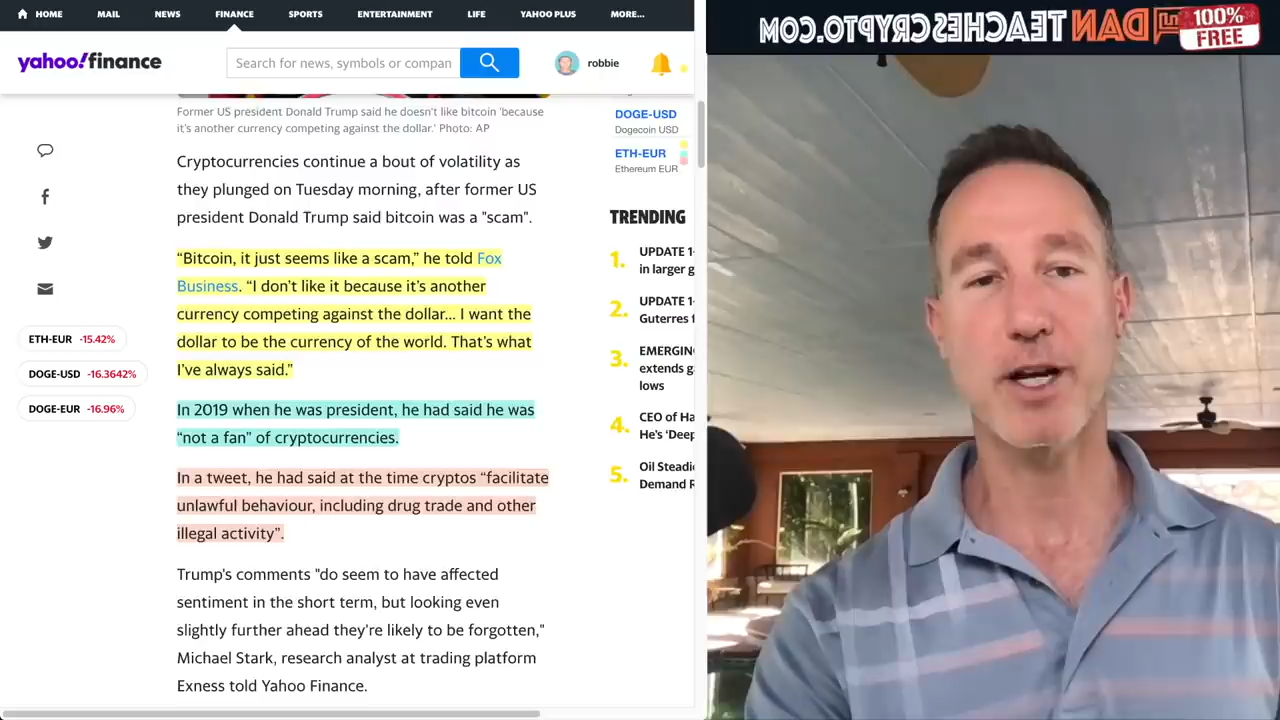 HOME MAIL NEWS FINANCE SPORTS ENTERTAINMENT LIFE YAHOO PLUS MORE...
yahoo!finance
Search for news, symbols or compan
robbie
Former US president Donald Trump said he doesn't like bitcoin 'because
it's another currency competing against the dollar.' Photo: AP
Cryptocurrencies continue a bout of volatility as
they plunged on Tuesday morning, after former US
president Donald Trump said bitcoin was a "scam".
“Bitcoin, it just seems like a scam,” he told Fox
Business. “I don’t like it because it’s another
currency competing against the dollar... I want the
dollar to be the currency of the world. That’s what
I’ve always said.”
In 2019 when he was president, he had said he was
“not a fan” of cryptocurrencies.
In a tweet, he had said at the time cryptos “facilitate
unlawful behaviour, including drug trade and other
illegal activity”.
Trump's comments "do seem to have affected
sentiment in the short term, but looking even
slightly further ahead they're likely to be forgotten,"
Michael Stark, research analyst at trading platform
Exness told Yahoo Finance.
ETH-EUR -15.42%
DOGE-USD -16.3642%
DOGE-EUR -16.96%
DOGE-USD
Dogecoin USD
ETH-EUR
Ethereum EUR
TRENDING
1. UPDATE 1-
in larger g
2. UPDATE 1-
Guterres f
3. EMERGIN
extends ga
lows
4. CEO of Ha
He’s ‘Deep
5. Oil Steadie
Demand R
DAN TEACHESCRYPTO.COM
100%
FREE